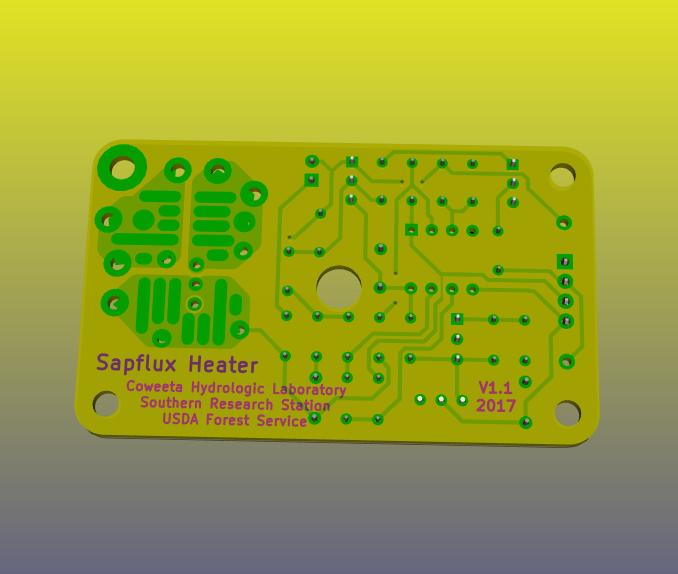 Sapflux Heater
Coweeta Hydrologic Laboratory
Southern Research Station
USDA Forest Service
V1.1
2017